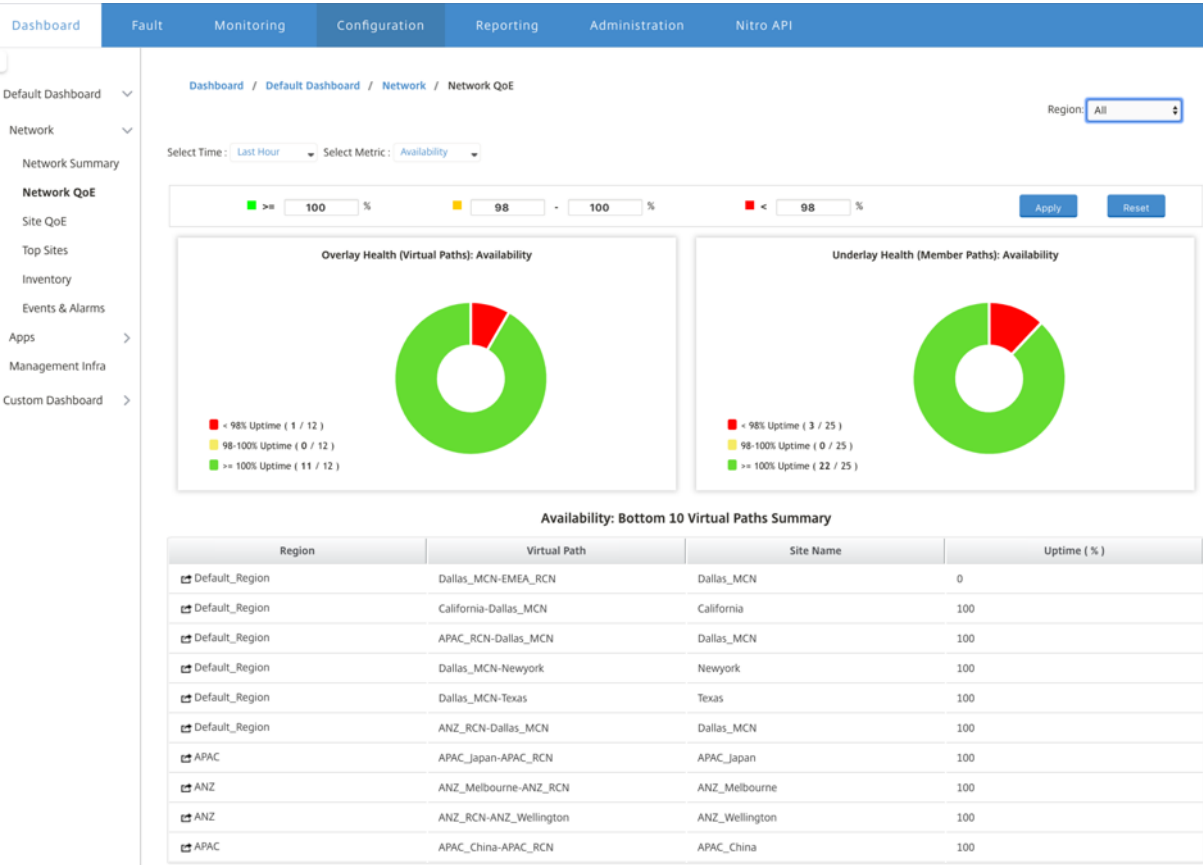 Dashboard Fault Monitoring Configuration Reporting Administration Nitro API
Dashboard / Default Dashboard / Network / Network QoE
Default Dashboard
Region: All
Network
Network Summary
Network QoE
Site QoE
Top Sites
Inventory
Events & Alarms
Apps
Management Infra
Custom Dashboard
Select Time : Last Hour Select Metric : Availability
>= 100 % 98 - 100 % < 98 % Apply Reset
Overlay Health (Virtual Paths): Availability
< 98% Uptime ( 1 / 12 )
98-100% Uptime ( 0 / 12 )
>= 100% Uptime ( 11 / 12 )
Underlay Health (Member Paths): Availability
< 98% Uptime ( 3 / 25 )
98-100% Uptime ( 0 / 25 )
>= 100% Uptime ( 22 / 25 )
Availability: Bottom 10 Virtual Paths Summary
Region Virtual Path Site Name Uptime ( % )
Default_Region Dallas_MCN-EMEA_RCN Dallas_MCN 0
Default_Region California-Dallas_MCN California 100
Default_Region APAC_RCN-Dallas_MCN Dallas_MCN 100
Default_Region Dallas_MCN-Newyork Newyork 100
Default_Region Dallas_MCN-Texas Texas 100
Default_Region ANZ_RCN-Dallas_MCN Dallas_MCN 100
APAC APAC_Japan-APAC_RCN APAC_Japan 100
ANZ ANZ_Melbourne-ANZ_RCN ANZ_Melbourne 100
ANZ ANZ_RCN-ANZ_Wellington ANZ_Wellington 100
APAC APAC_China-APAC_RCN APAC_China 100